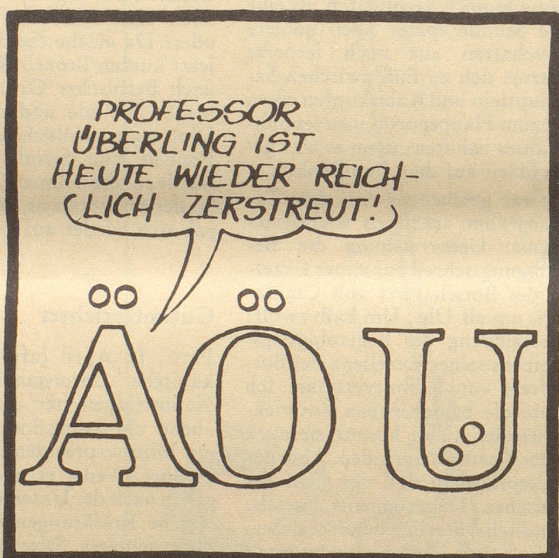 PROFESSOR
ÜBERLING IST
HEUTE WIEDER REICH-
LICH ZERSTREUT!
ÄÖU